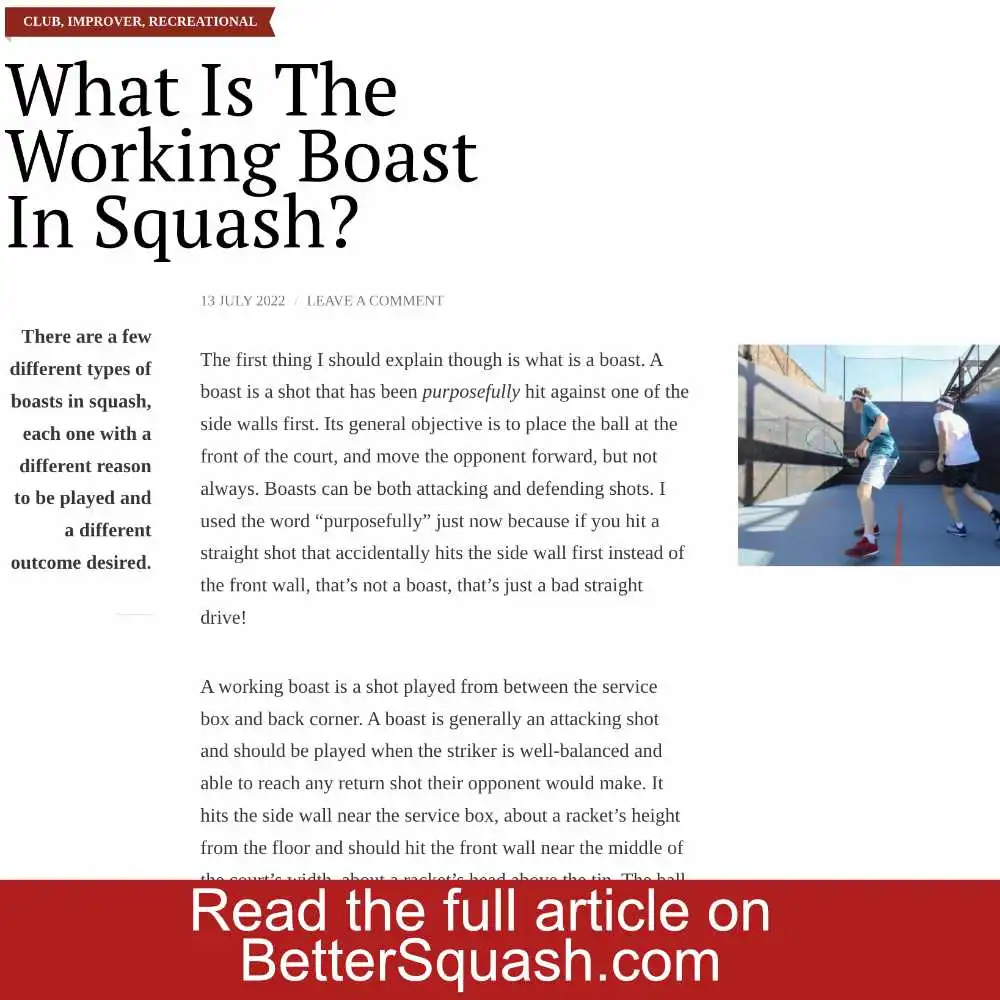 CLUB, IMPROVER, RECREATIONAL
What Is The
Working Boast
In Squash?
13 JULY 2022 / LEAVE A COMMENT
There are a few
different types of
boasts in squash,
each one with a
different reason
to be played and
a different
outcome desired.
The first thing I should explain though is what is a boast. A
boast is a shot that has been purposefully hit against one of the
side walls first. Its general objective is to place the ball at the
front of the court, and move the opponent forward, but not
always. Boasts can be both attacking and defending shots. I
used the word “purposefully” just now because if you hit a
straight shot that accidentally hits the side wall first instead of
the front wall, that’s not a boast, that’s just a bad straight
drive!
A working boast is a shot played from between the service
box and back corner. A boast is generally an attacking shot
and should be played when the striker is well-balanced and
able to reach any return shot their opponent would make. It
hits the side wall near the service box, about a racket’s height
from the floor and should hit the front wall near the middle of
the court’s width, about a racket’s head above the tin. The ball
Read the full article on
BetterSquash.com